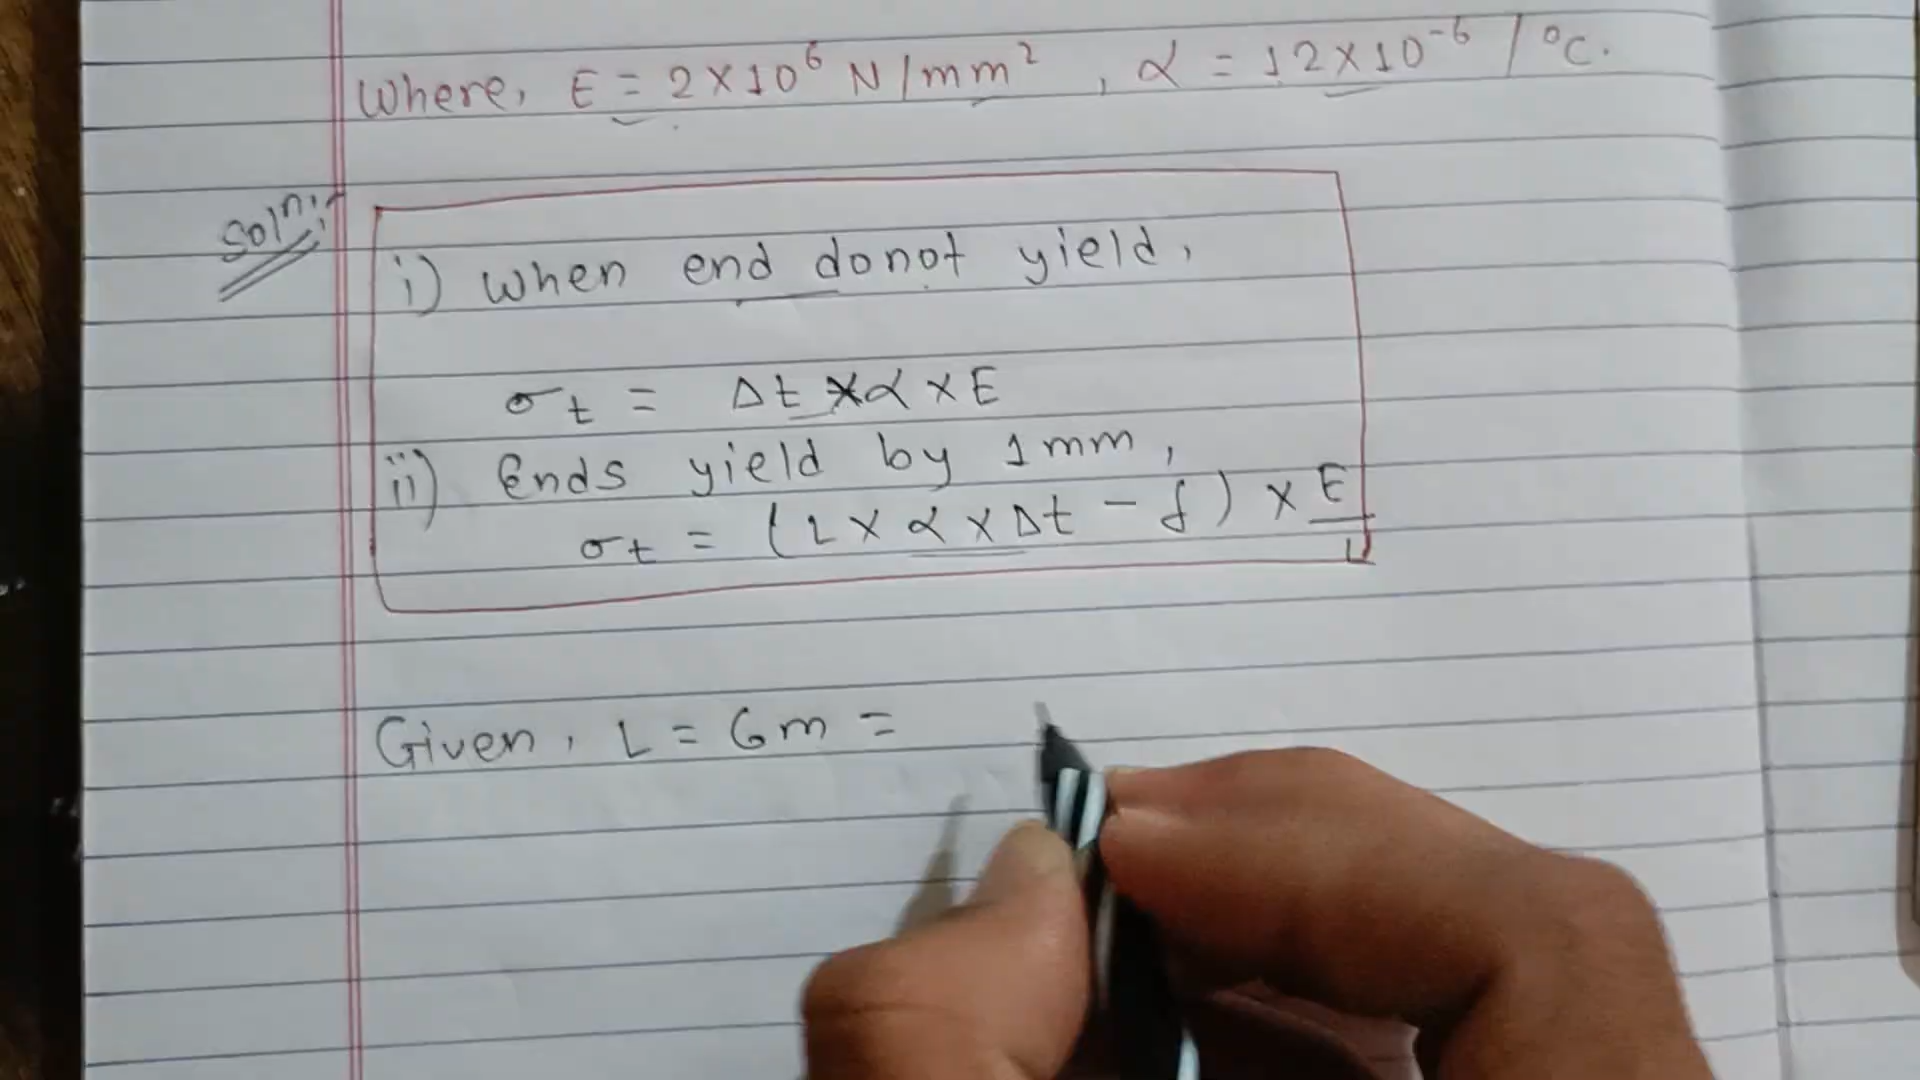 Where, E = 2×10⁶ N/mm² , α = 12×10⁻⁶ /°C.
Solⁿ:-
i) When end donot yield,
σt = Δt × α × E
ii) Ends yield by 1mm,
σt = (L × α × Δt - δ) × E/L
Given, L = 6m =